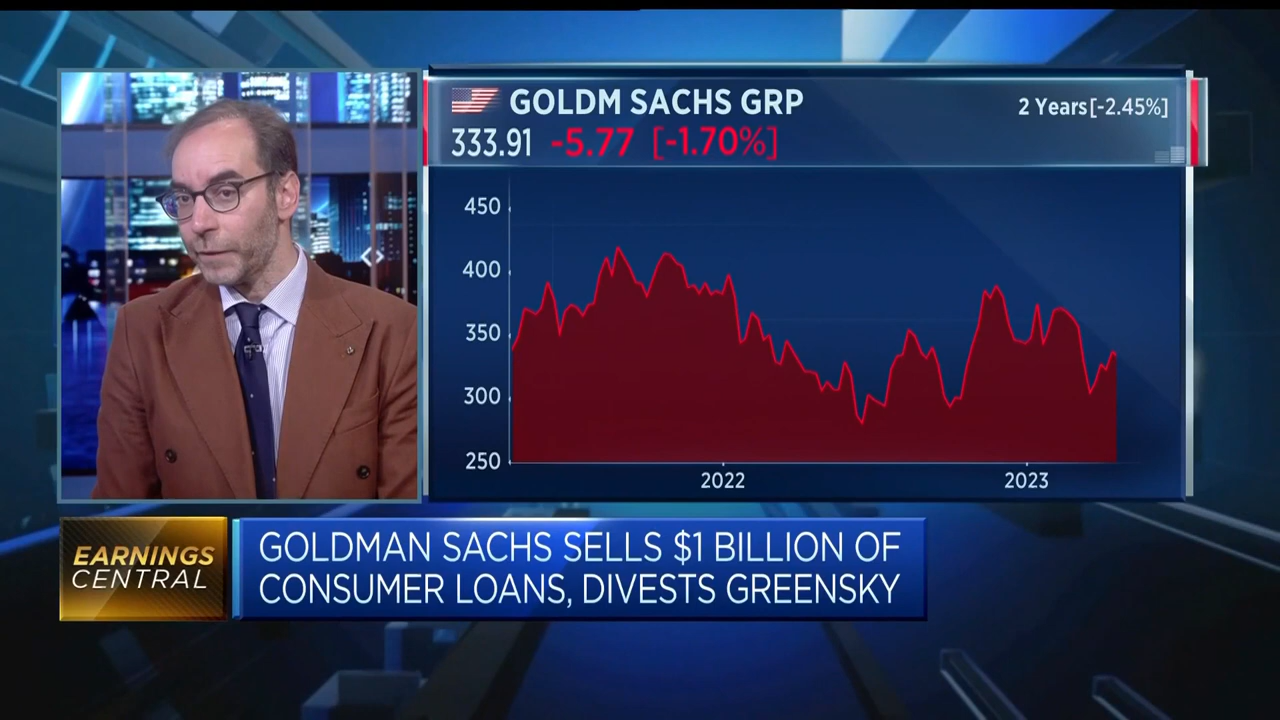 GOLDM SACHS GRP
2 Years[-2.45%]
333.91 -5.77 [-1.70%]
450
400
350
300
250
2022
2023
EARNINGS
CENTRAL
GOLDMAN SACHS SELLS $1 BILLION OF
CONSUMER LOANS, DIVESTS GREENSKY